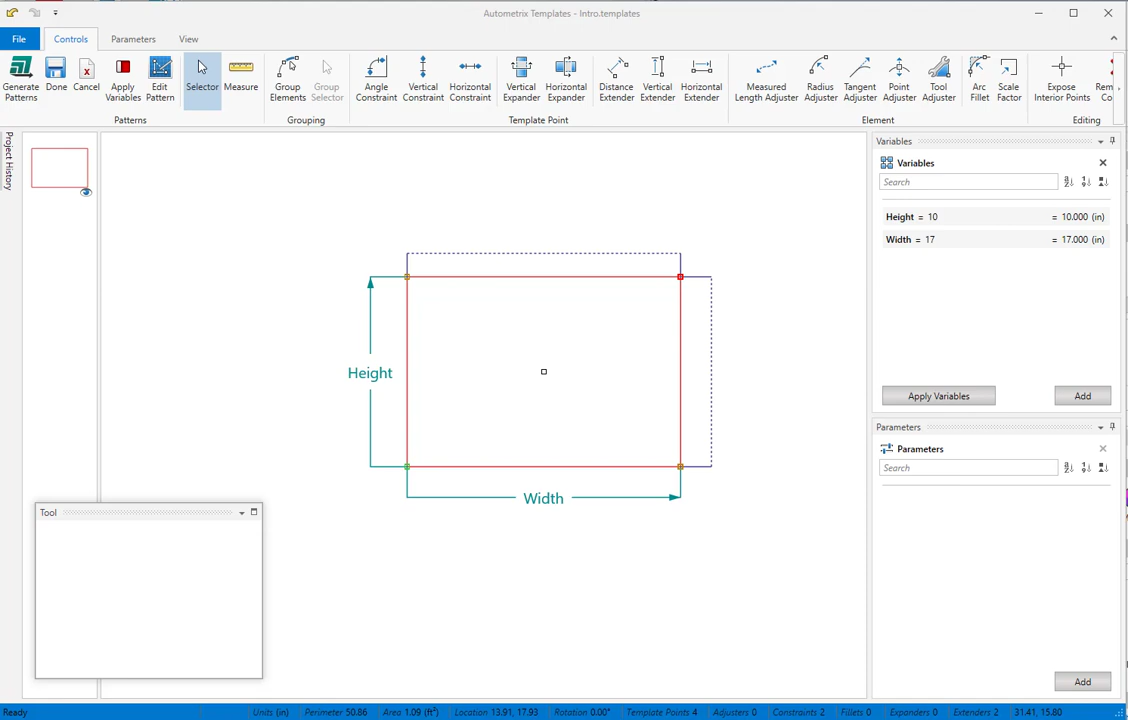 Autometrix Templates - Intro.templates
File
Controls
Parameters
View
Generate Patterns
Done
Cancel
Apply Variables
Edit Pattern
Selector
Measure
Group Elements
Group Selector
Angle Constraint
Vertical Constraint
Horizontal Constraint
Vertical Expander
Horizontal Expander
Distance Extender
Vertical Extender
Horizontal Extender
Measured Length Adjuster
Radius Adjuster
Tangent Adjuster
Point Adjuster
Tool Adjuster
Arc Fillet
Scale Factor
Expose Interior Points
Rem
Co
Patterns
Grouping
Template Point
Element
Editing
Project History
Variables
Variables
Search
Height = 10 = 10.000 (in)
Width = 17 = 17.000 (in)
Apply Variables
Add
Parameters
Parameters
Search
Add
Height
Width
Tool
Ready
Units (in)
Perimeter 50.86
Area 1.09 (ft²)
Location 13.91, 17.93
Rotation 0.00°
Template Points 4
Adjusters 0
Constraints 2
Fillets 0
Expanders 0
Extenders 2
31.41, 15.80